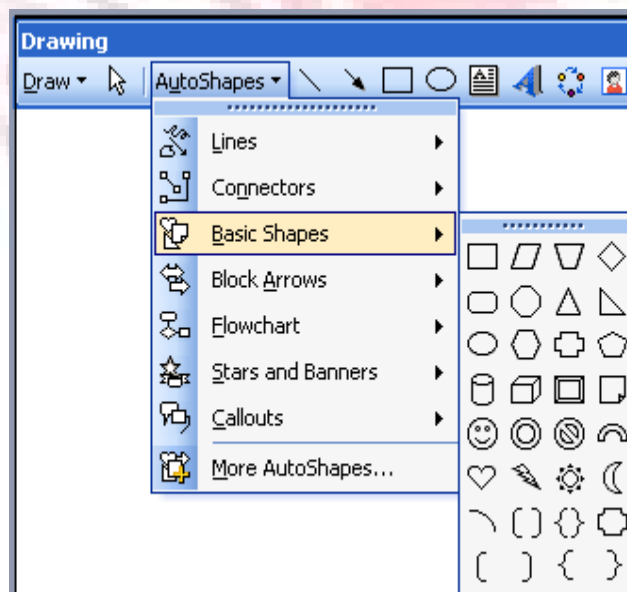 Drawing
Draw AutoShapes
Lines
Connectors
Basic Shapes
Block Arrows
Flowchart
Stars and Banners
Callouts
More AutoShapes...